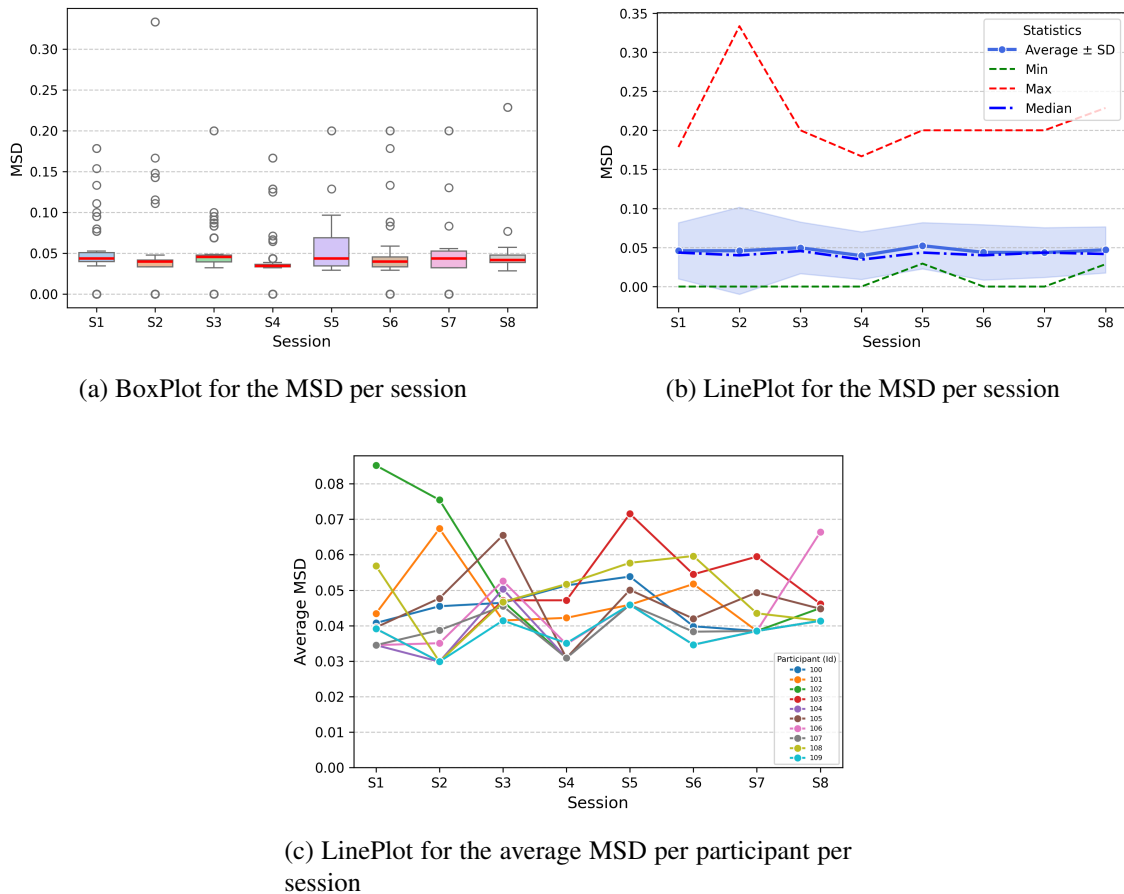 0.30
0.25
0.20
0.15
0.10
0.05
0.00
MSD
S1 S2 S3 S4 S5 S6 S7 S8
Session
(a) BoxPlot for the MSD per session
0.35
0.30
0.25
0.20
0.15
0.10
0.05
0.00
MSD
Statistics
Average ± SD
Min
Max
Median
S1 S2 S3 S4 S5 S6 S7 S8
Session
(b) LinePlot for the MSD per session
0.08
0.07
0.06
0.05
0.04
0.03
0.02
0.01
0.00
Average MSD
Participant (Id)
100
101
102
103
104
105
106
107
108
109
S1 S2 S3 S4 S5 S6 S7 S8
Session
(c) LinePlot for the average MSD per participant per
session